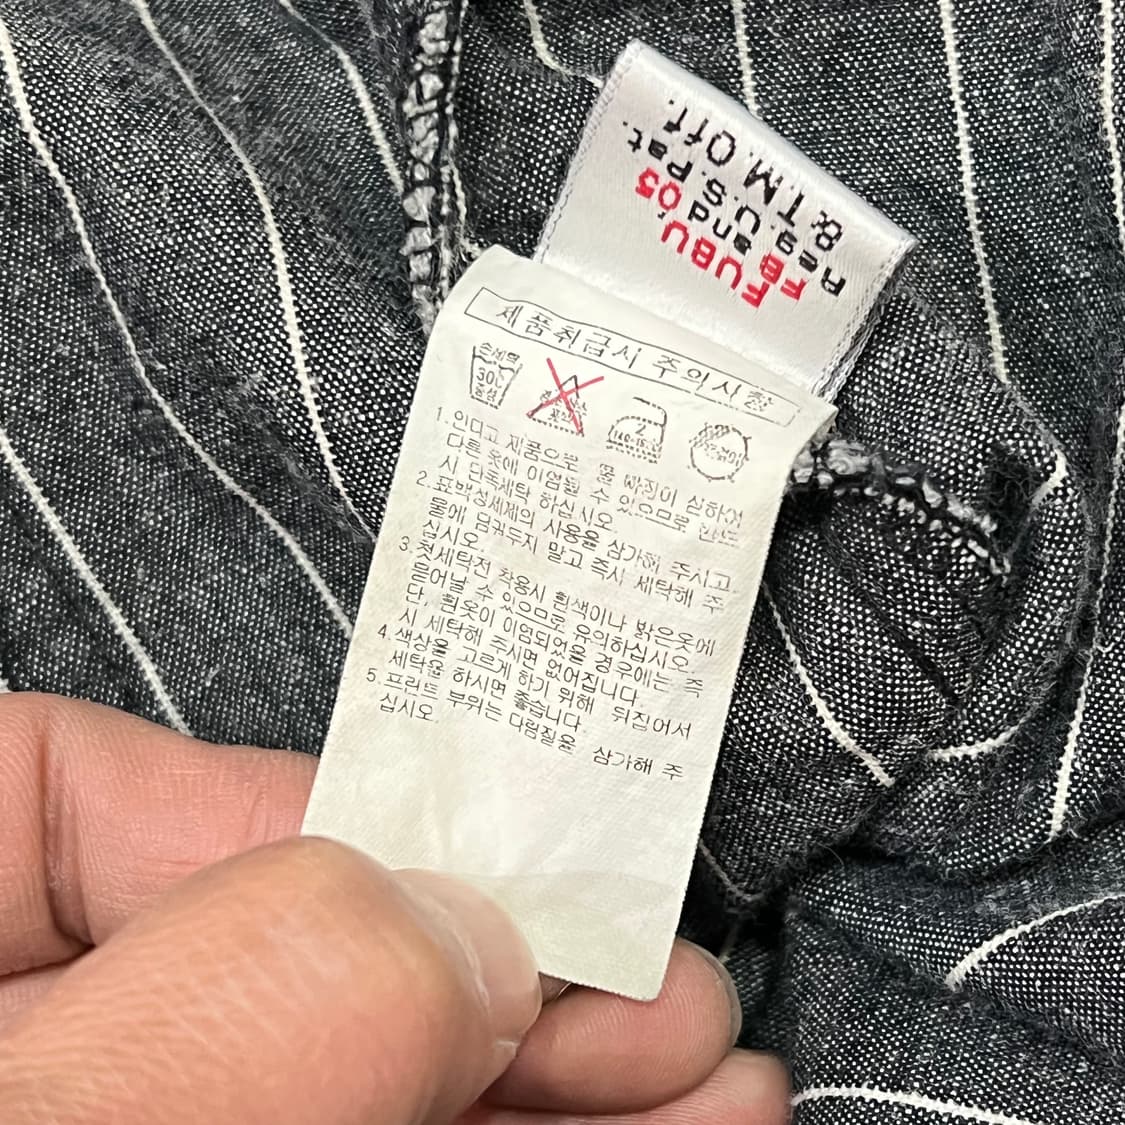 FUBU,
FB and '05
Reg. U.S. Pat.
& T.M. Off.
제품취급시 주의사항
손세탁
30℃
중성
2
1. 인디고 제품으로 물 빠짐이 심하여
다른 옷에 이염될 수 있으므로 반드
시 단독세탁 하십시오.
2. 표백성세제의 사용을 삼가해 주시고
물에 담궈두지 말고 즉시 세탁해 주
십시오.
3. 첫세탁전 착용시 흰색이나 밝은옷에
묻어날 수 있으므로 유의하십시오.
단, 흰옷이 이염되었을 경우에는 즉
시 세탁해 주시면 없어집니다.
4. 색상을 고르게 하기 위해 뒤집어서
세탁을 하시면 좋습니다
5. 프린트 부위는 다림질을 삼가해 주
십시오